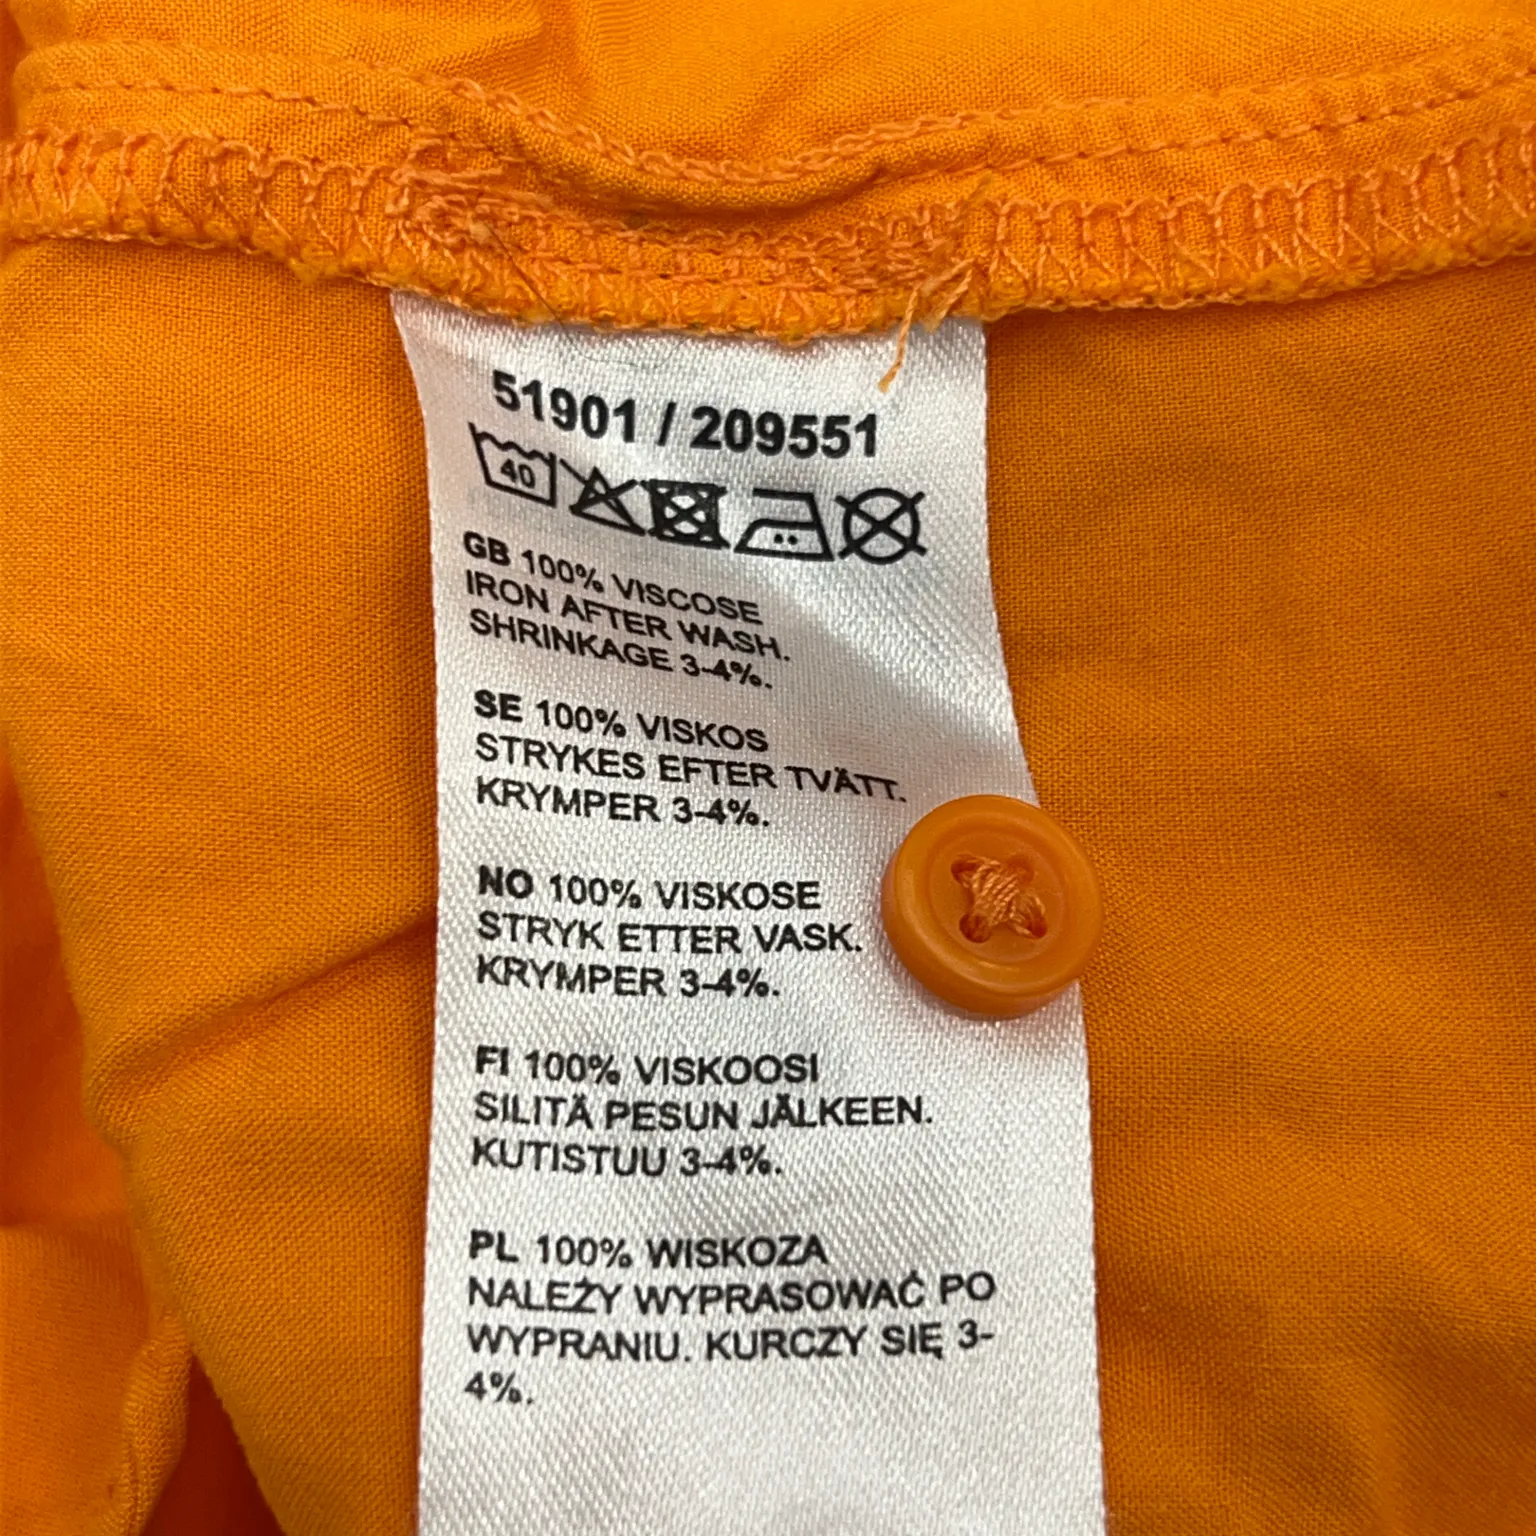 51901 / 209551
40
GB 100% VISCOSE
IRON AFTER WASH.
SHRINKAGE 3-4%.
SE 100% VISKOS
STRYKES EFTER TVÄTT.
KRYMPER 3-4%.
NO 100% VISKOSE
STRYK ETTER VASK.
KRYMPER 3-4%.
FI 100% VISKOOSI
SILITÄ PESUN JÄLKEEN.
KUTISTUU 3-4%.
PL 100% WISKOZA
NALEŻY WYPRASOWAĆ PO
WYPRANIU. KURCZY SIĘ 3-
4%.